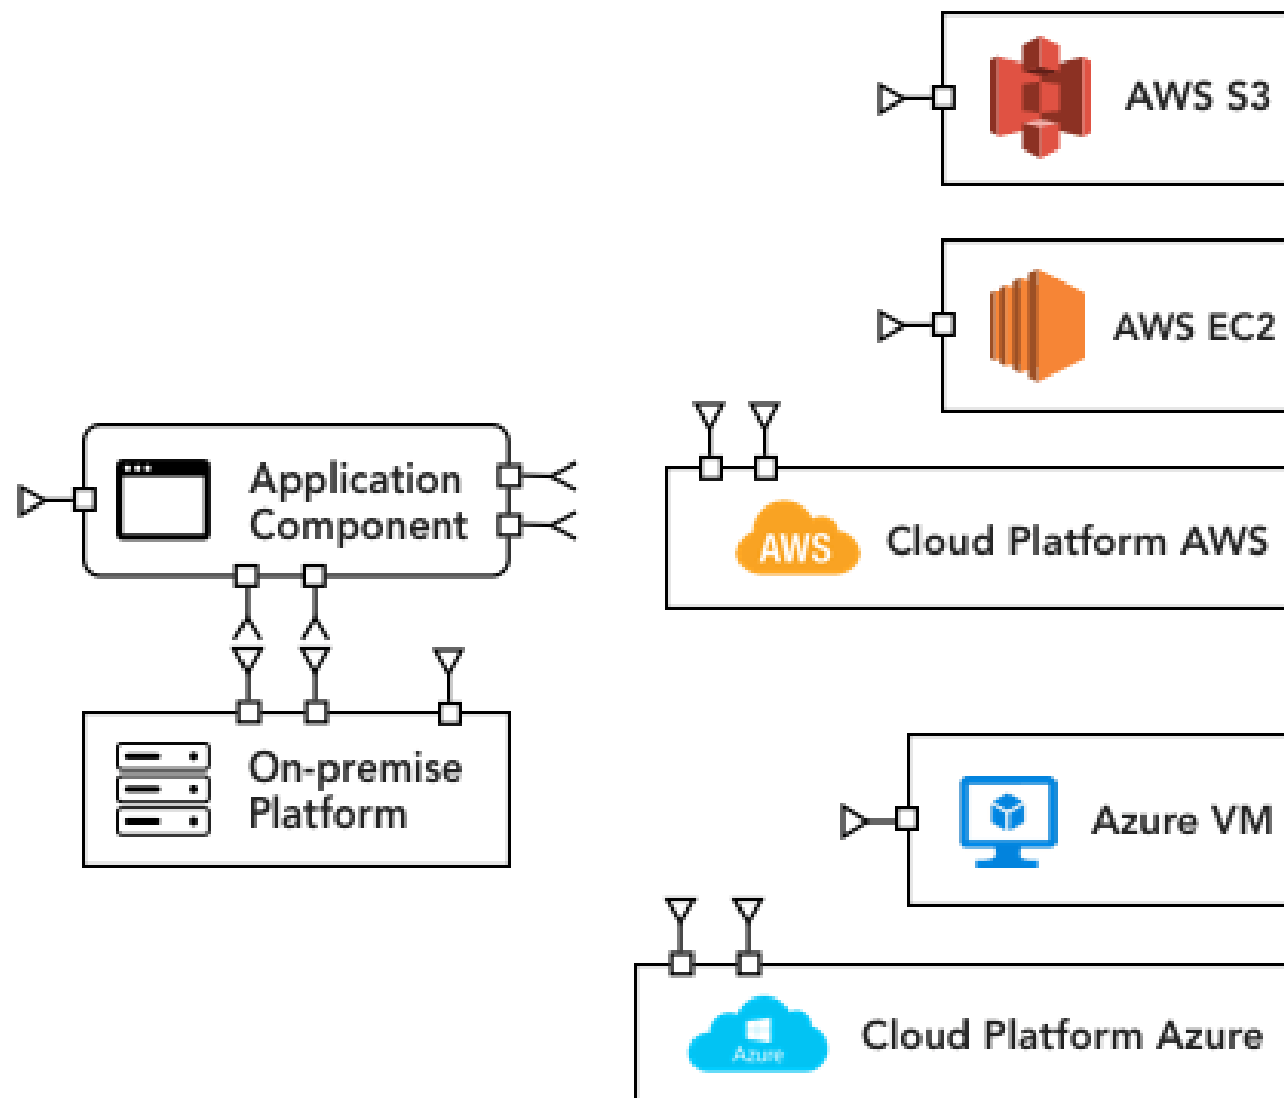 AWS S3
AWS EC2
Application
Component
AWS
Cloud Platform AWS
On-premise
Platform
Azure VM
Azure
Cloud Platform Azure